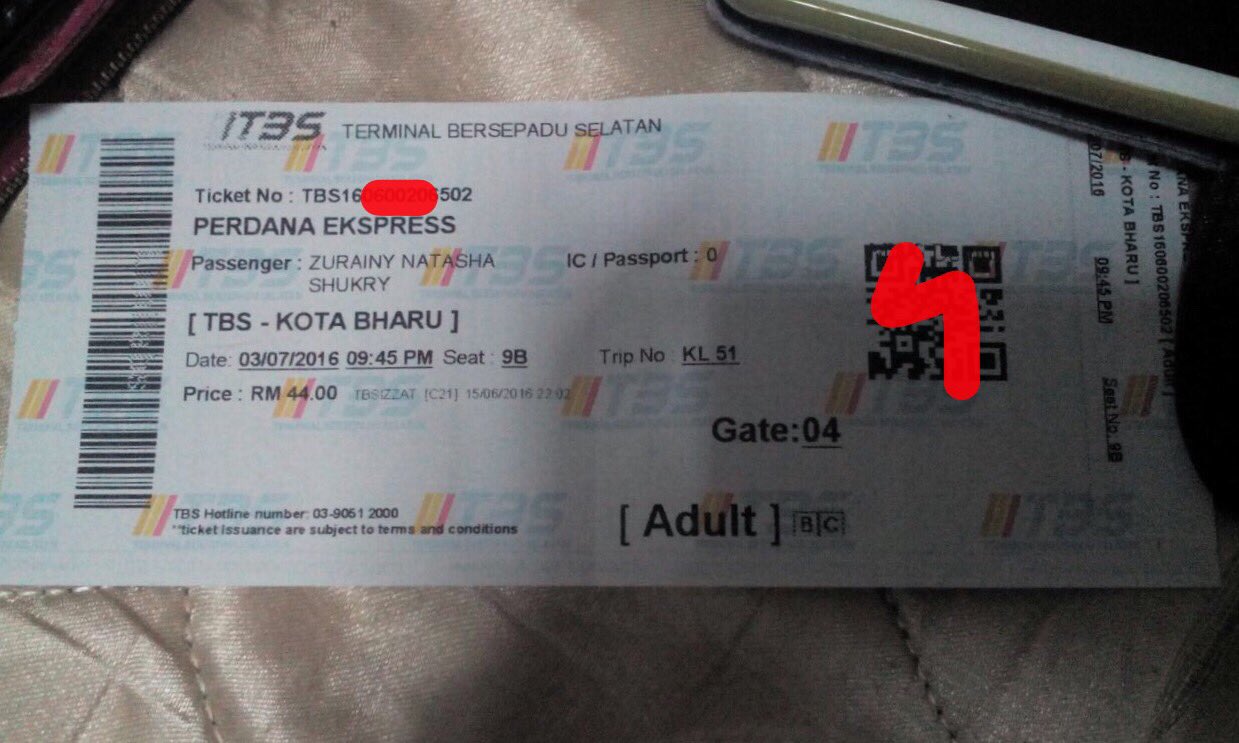 TBS TERMINAL BERSEPADU SELATAN
Ticket No : TBS16 502
PERDANA EKSPRESS
Passenger : ZURAINY NATASHA IC / Passport : 0
SHUKRY
[ TBS - KOTA BHARU ]
Date: 03/07/2016 09:45 PM Seat : 9B Trip No : KL 51
Price : RM 44.00 TBSIZZAT [C21] 15/06/2016 22:02
Gate:04
TBS Hotline number: 03-9051 2000
**ticket issuance are subject to terms and conditions
[ Adult ] B|C
KOTA BHARU ]
09:45 PM
Seat No. 9B
[ Adult ]